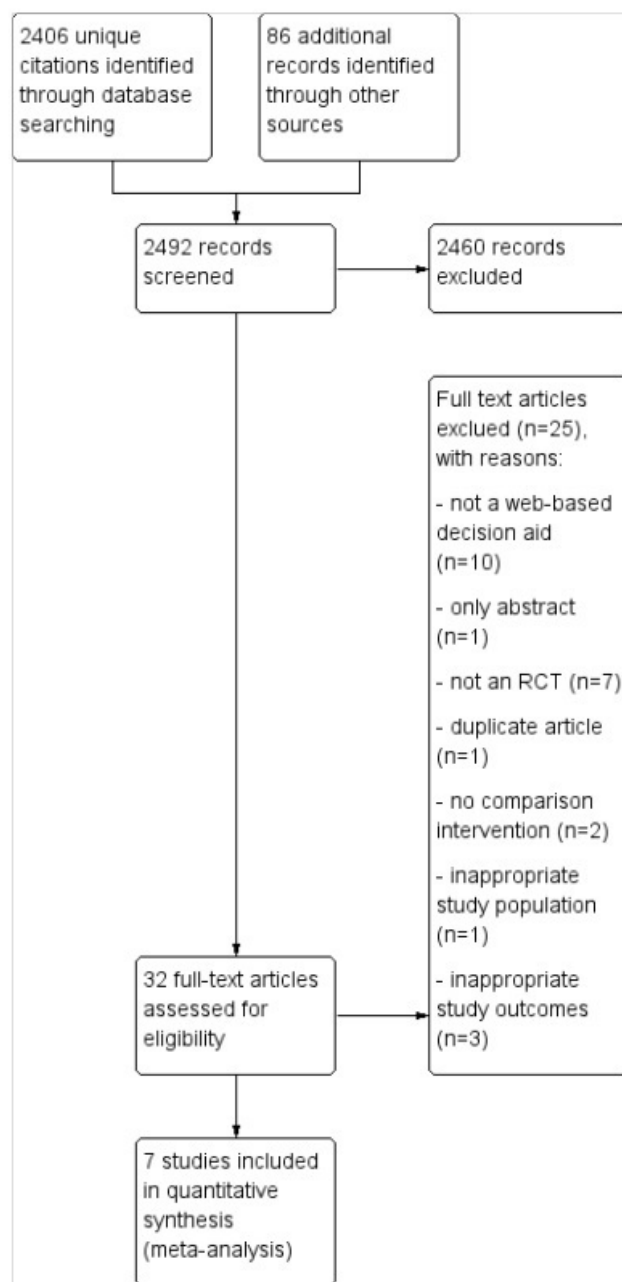 2406 unique
citations identified
through database
searching
86 additional
records identified
through other
sources
2492 records
screened
2460 records
excluded
Full text articles
exclued (n=25),
with reasons:
- not a web-based
decision aid
(n=10)
- only abstract
(n=1)
- not an RCT (n=7)
- duplicate article
(n=1)
- no comparison
intervention (n=2)
- inappropriate
study population
(n=1)
- inappropriate
study outcomes
(n=3)
32 full-text articles
assessed for
eligibility
7 studies included
in quantitative
synthesis
(meta-analysis)